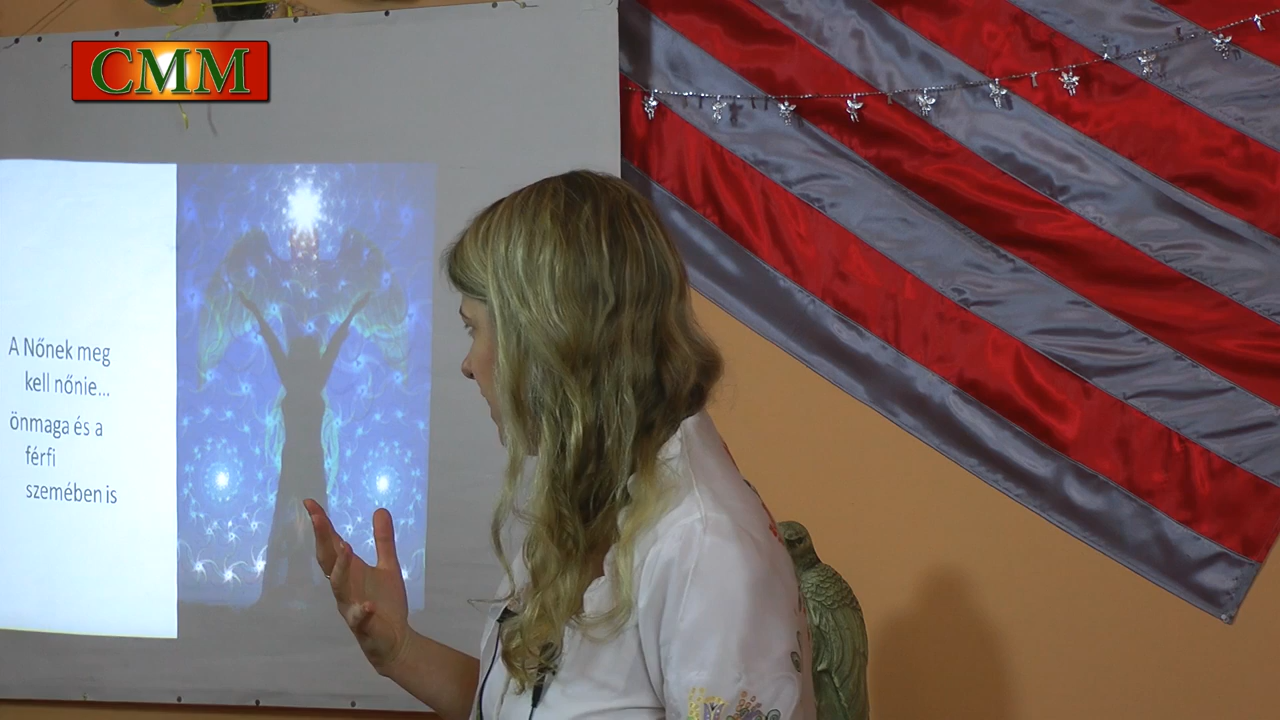 CMM
A Nőnek meg
kell nőnie...
önmaga és a
férfi
szemében is